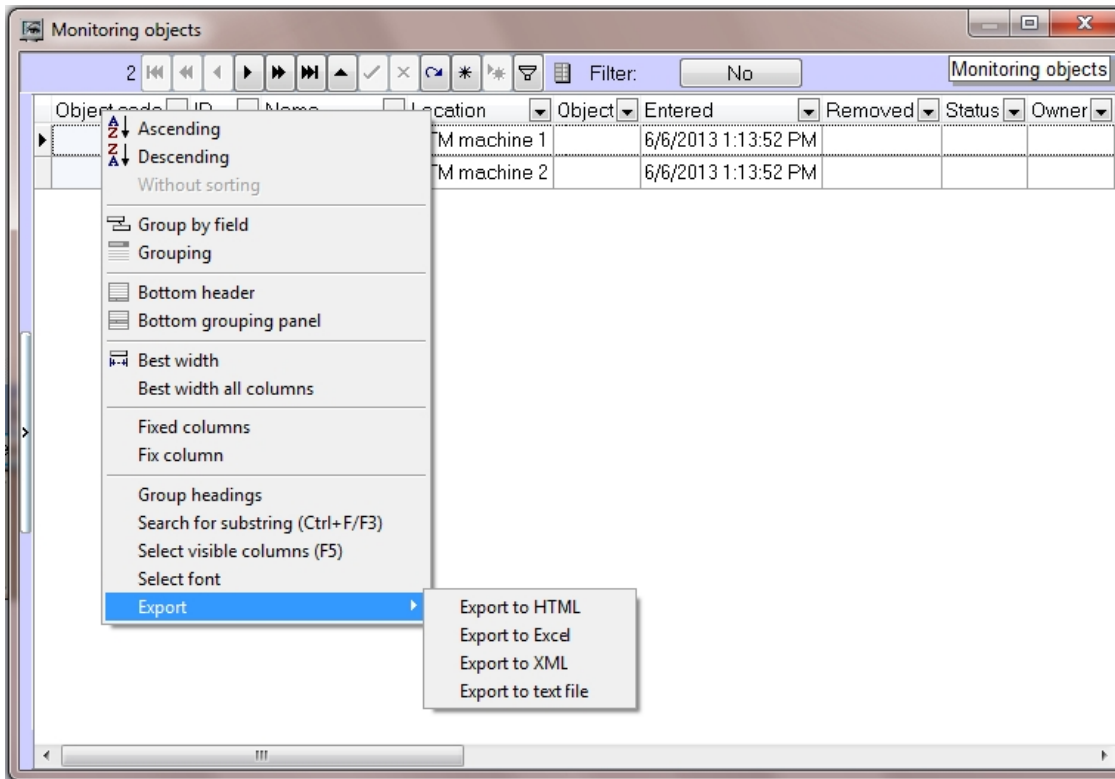 Monitoring objects
2 Filter: No Monitoring objects
Object code ID Name Location Object Entered Removed Status Owner
TM machine 1 6/6/2013 1:13:52 PM
TM machine 2 6/6/2013 1:13:52 PM
Ascending
Descending
Without sorting
Group by field
Grouping
Bottom header
Bottom grouping panel
Best width
Best width all columns
Fixed columns
Fix column
Group headings
Search for substring (Ctrl+F/F3)
Select visible columns (F5)
Select font
Export
Export to HTML
Export to Excel
Export to XML
Export to text file